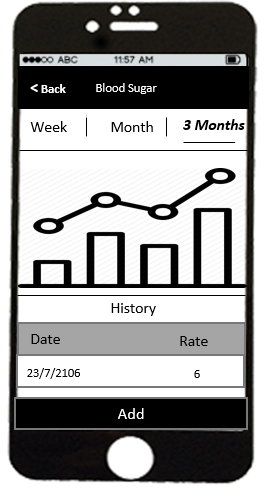 ABC 11:57 AM
< Back Blood Sugar
Week Month 3 Months
History
Date Rate
23/7/2106 6
Add